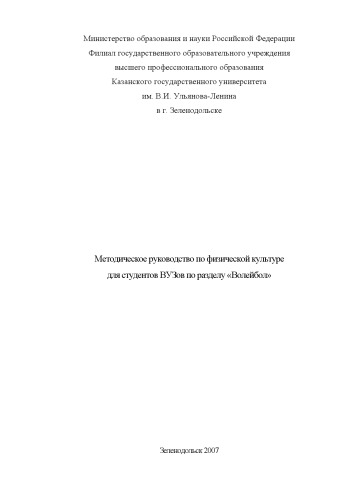 Министерство образования и науки Российской Федерации
Филиал государственного образовательного учреждения
высшего профессионального образования
Казанского государственного университета
им. В.И. Ульянова-Ленина
в г. Зеленодольске
Методическое руководство по физической культуре
для студентов ВУЗов по разделу «Волейбол»
Зеленодольск 2007